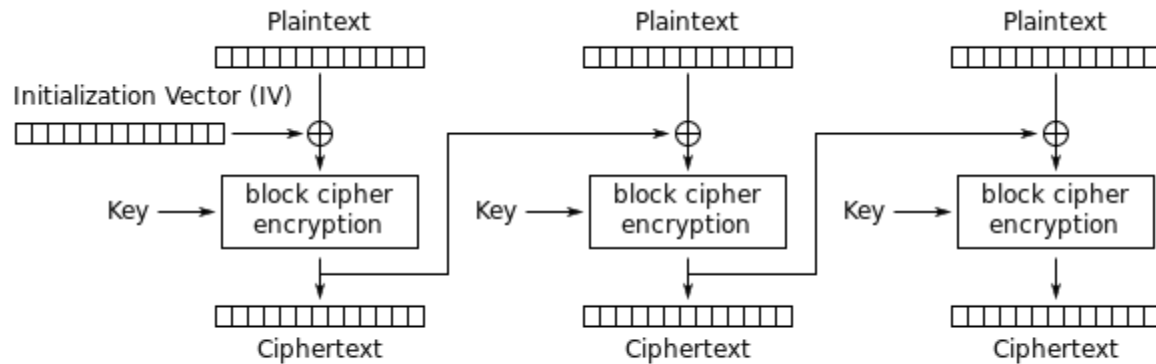 Plaintext
Plaintext
Plaintext
Initialization Vector (IV)
Key
block cipher
encryption
Key
block cipher
encryption
Key
block cipher
encryption
Ciphertext
Ciphertext
Ciphertext